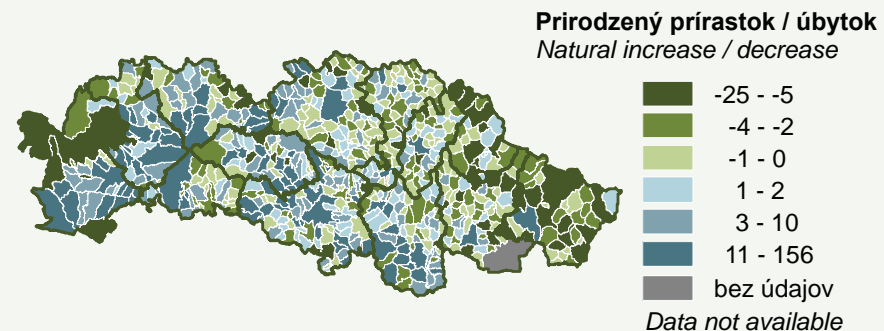 Prirodzený prírastok / úbytok
Natural increase / decrease
-25 - -5
-4 - -2
-1 - 0
1 - 2
3 - 10
11 - 156
bez údajov
Data not available